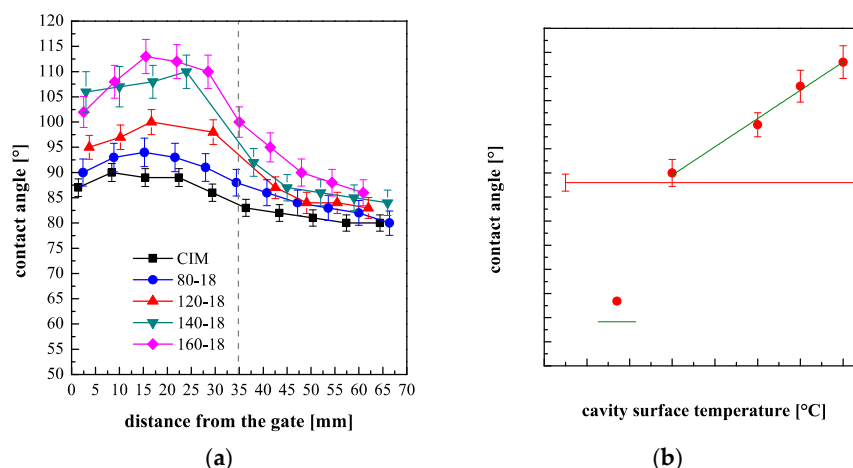 120
115
110
105
100
95
90
85
80
75
70
65
60
55
50
contact angle [°]
CIM
80-18
120-18
140-18
160-18
1 5 10 15 20 25 30 35 40 45 50 55 60 65 70
distance from the gate [mm]
(a)
contact angle [°]
cavity surface temperature [°C]
(b)